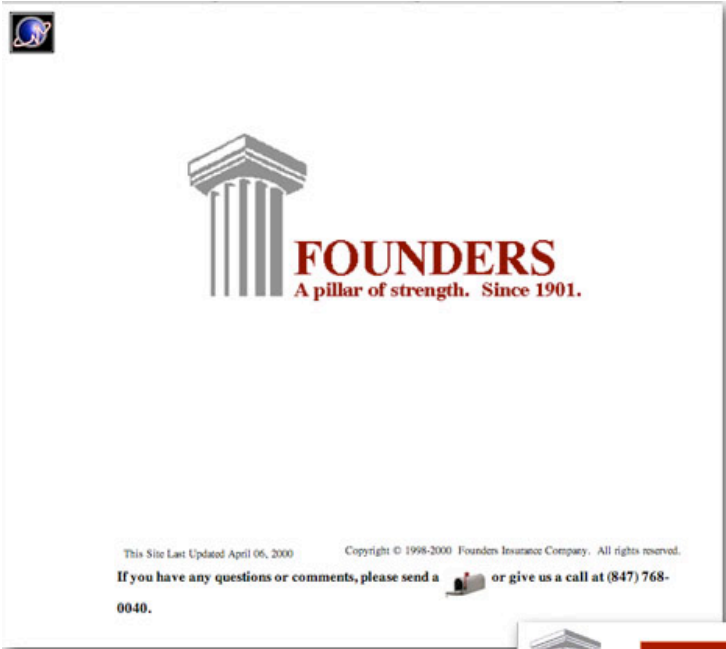 FOUNDERS
A pillar of strength. Since 1901.
This Site Last Updated April 06, 2000 Copyright © 1998-2000 Founders Insurance Company. All rights reserved.
If you have any questions or comments, please send a or give us a call at (847) 768-
0040.